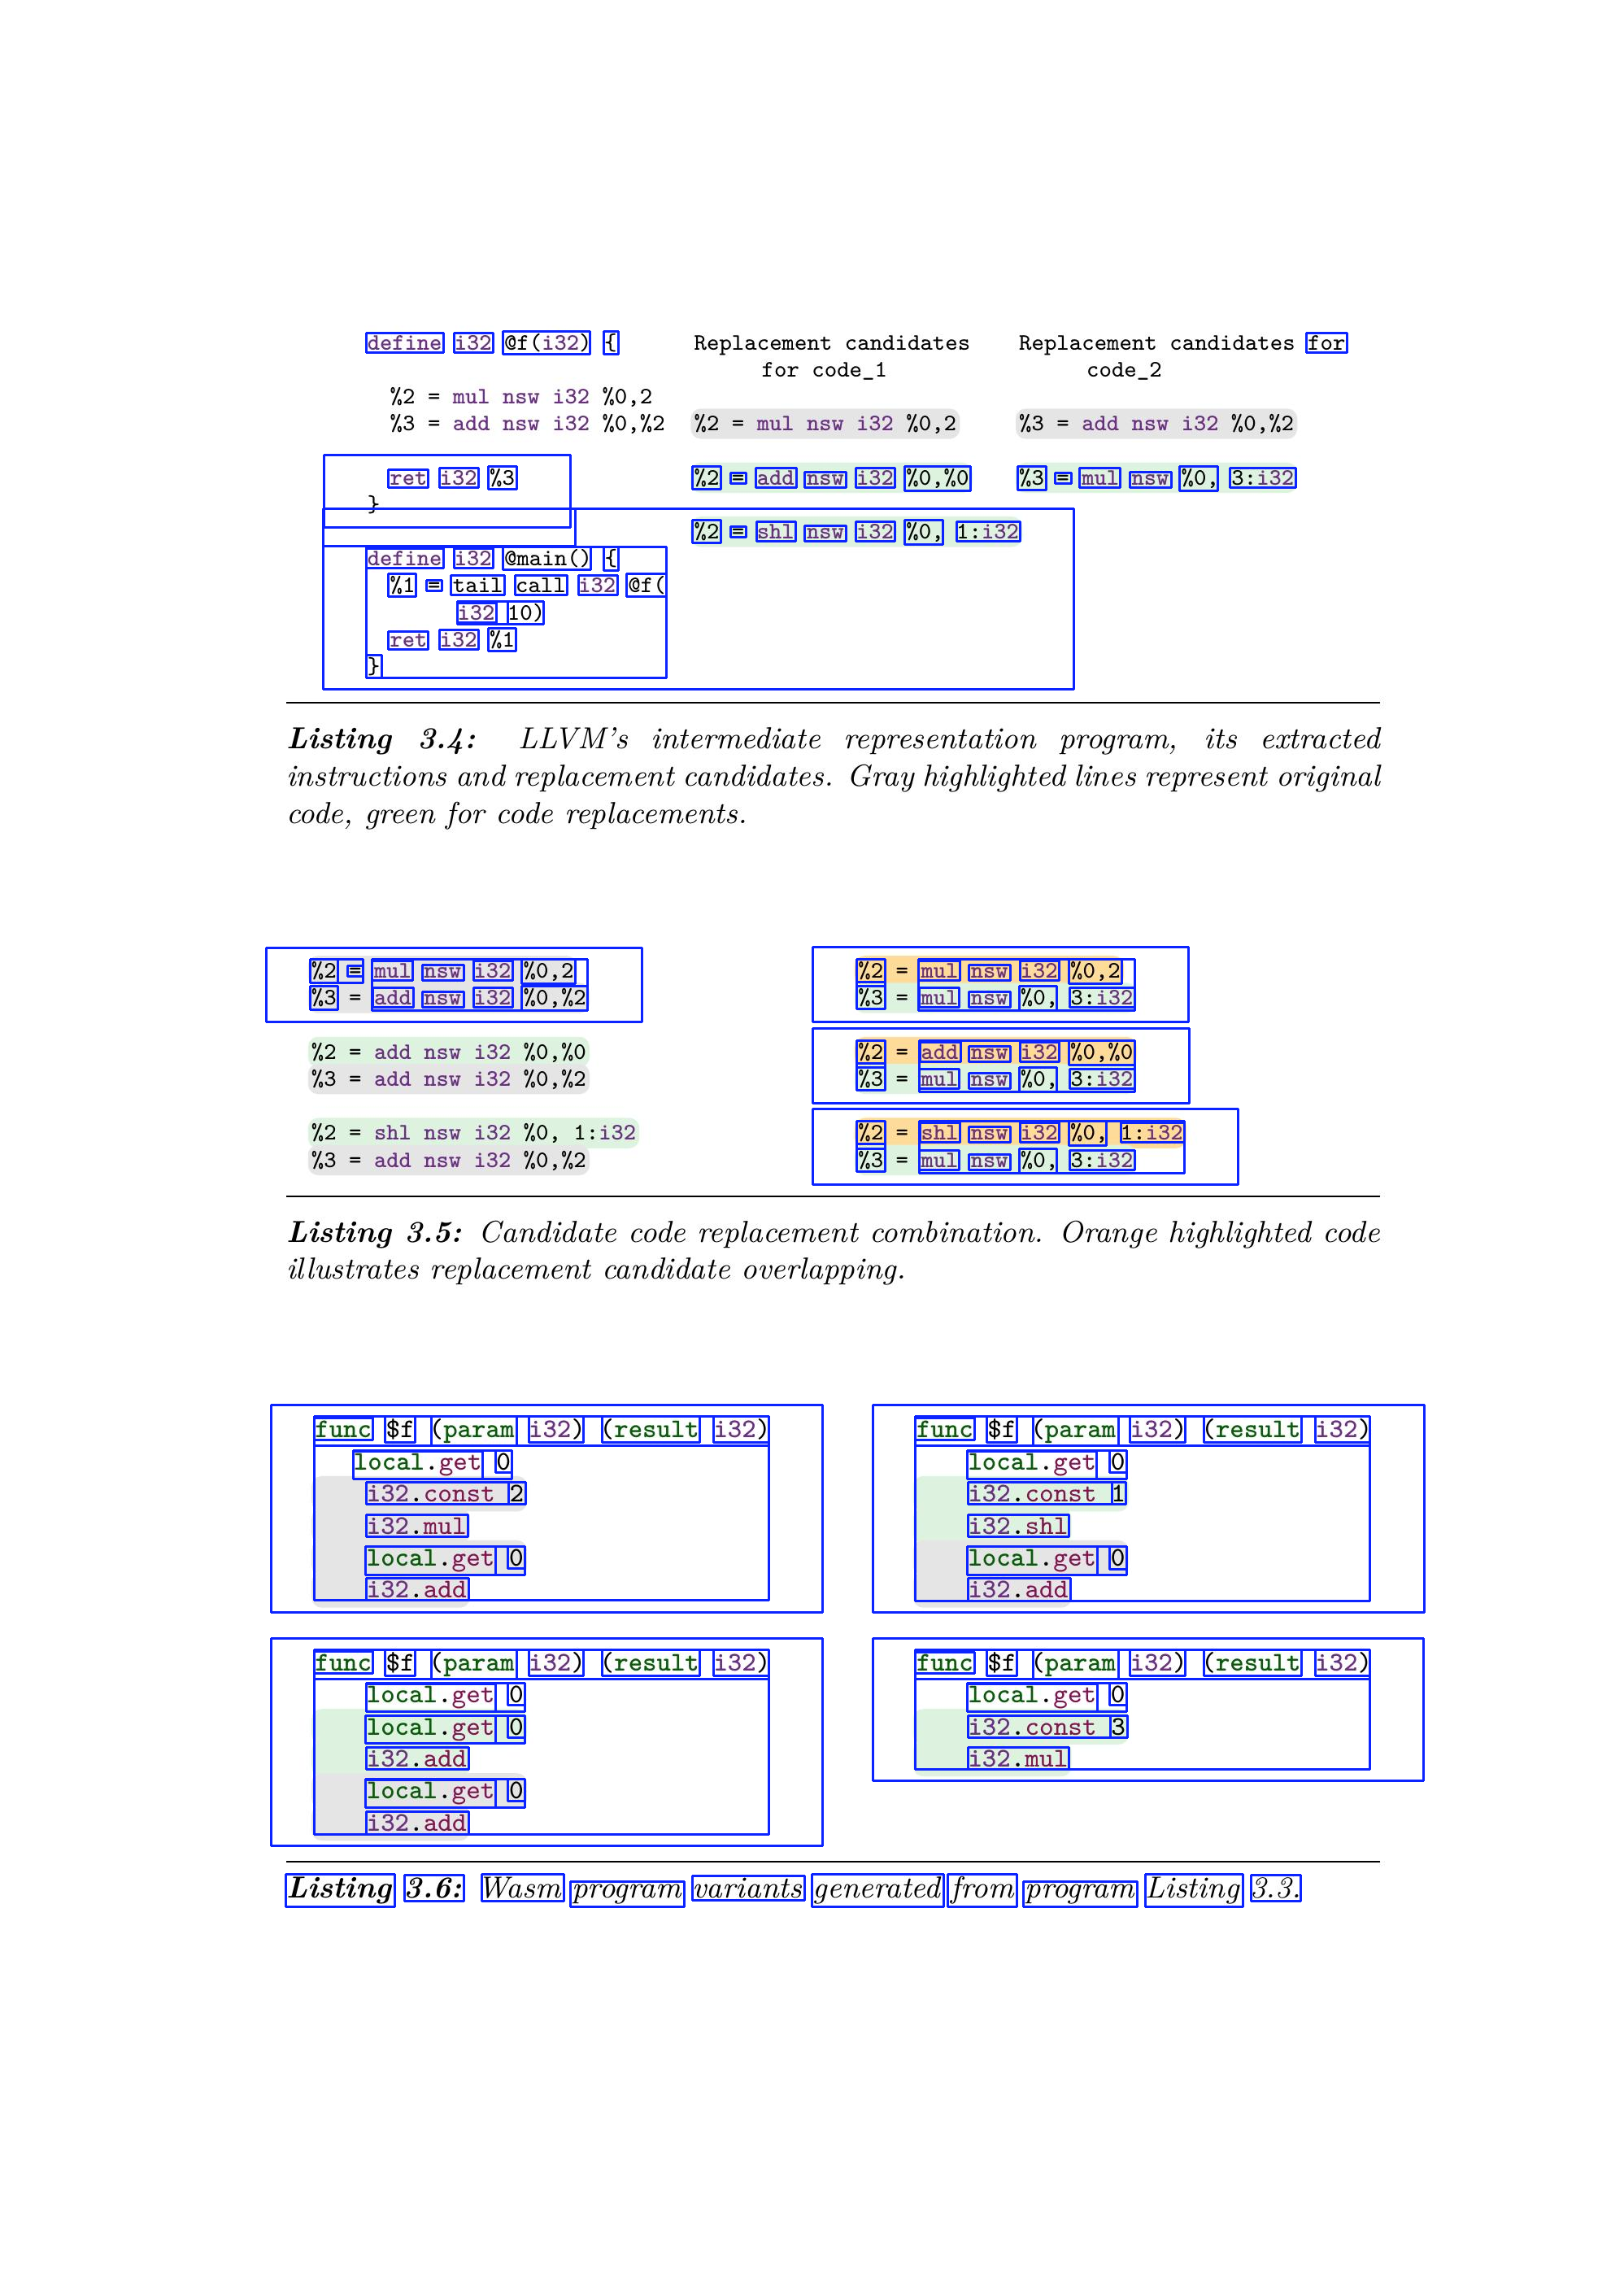 define i32 @f(i32) {
%2 = mul nsw i32 %0,2
%3 = add nsw i32 %0,%2
ret i32 %3
}
define i32 @main() {
%1 = tail call i32 @f(
i32 10)
ret i32 %1
}
Replacement candidates
for code_1
%2 = mul nsw i32 %0,2
%2 = add nsw i32 %0,%0
%2 = shl nsw i32 %0, 1:i32
Replacement candidates for
code_2
%3 = add nsw i32 %0,%2
%3 = mul nsw %0, 3:i32
Listing 3.4: LLVM's intermediate representation program, its extracted
instructions and replacement candidates. Gray highlighted lines represent original
code, green for code replacements.
%2 = mul nsw i32 %0,2
%3 = add nsw i32 %0,%2
%2 = add nsw i32 %0,%0
%3 = add nsw i32 %0,%2
%2 = shl nsw i32 %0, 1:i32
%3 = add nsw i32 %0,%2
%2 = mul nsw i32 %0,2
%3 = mul nsw %0, 3:i32
%2 = add nsw i32 %0,%0
%3 = mul nsw %0, 3:i32
%2 = shl nsw i32 %0, 1:i32
%3 = mul nsw %0, 3:i32
Listing 3.5: Candidate code replacement combination. Orange highlighted code
illustrates replacement candidate overlapping.
func $f (param i32) (result i32)
local.get 0
i32.const 2
i32.mul
local.get 0
i32.add
func $f (param i32) (result i32)
local.get 0
i32.const 1
i32.shl
local.get 0
i32.add
func $f (param i32) (result i32)
local.get 0
local.get 0
i32.add
local.get 0
i32.add
func $f (param i32) (result i32)
local.get 0
i32.const 3
i32.mul
Listing 3.6: Wasm program variants generated from program Listing 3.3.